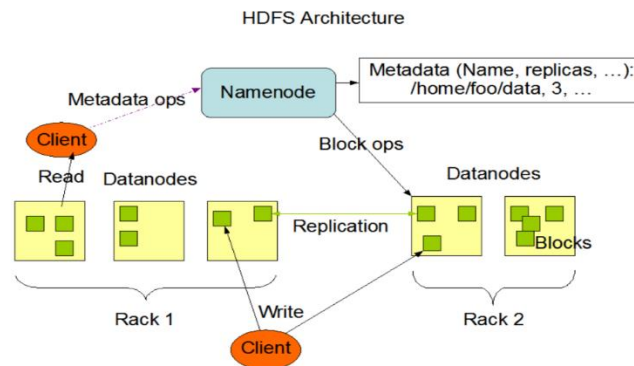 HDFS Architecture
Metadata (Name, replicas, …):
/home/foo/data, 3, …
Namenode
Metadata ops
Client
Block ops
Read
Datanodes
Datanodes
Replication
Blocks
Write
Rack 1
Rack 2
Client